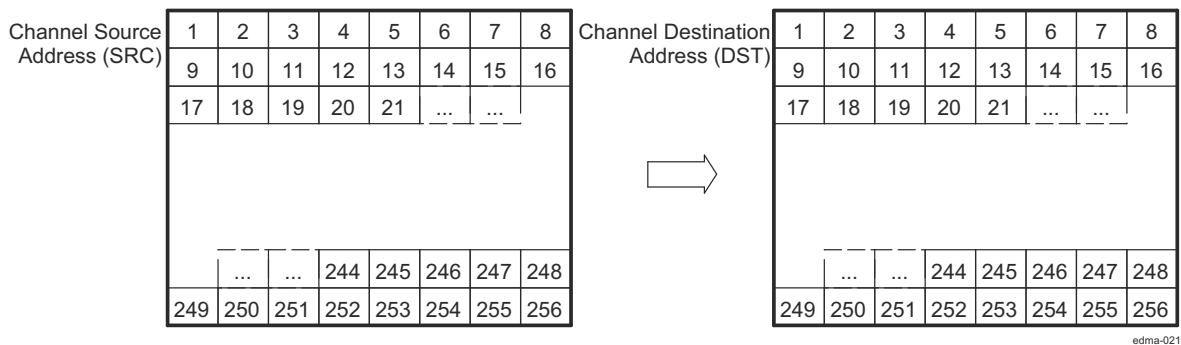 Channel Source Address (SRC)
1 2 3 4 5 6 7 8
9 10 11 12 13 14 15 16
17 18 19 20 21 ... ...
... ... 244 245 246 247 248
249 250 251 252 253 254 255 256
Channel Destination Address (DST)
1 2 3 4 5 6 7 8
9 10 11 12 13 14 15 16
17 18 19 20 21 ... ...
... ... 244 245 246 247 248
249 250 251 252 253 254 255 256
edma-021